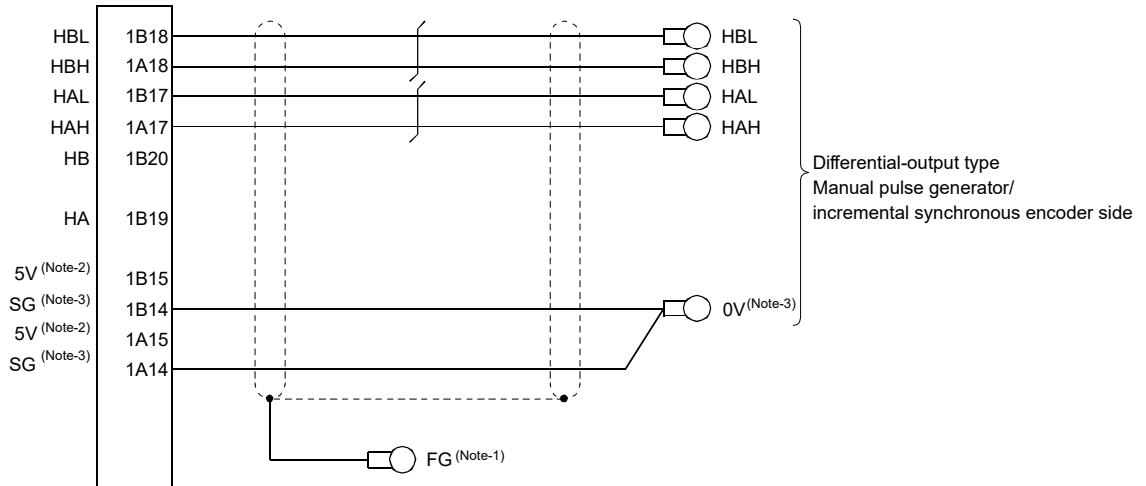 HBL 1B18 HBL
HBH 1A18 HBH
HAL 1B17 HAL
HAH 1A17 HAH
HB 1B20
Differential-output type
Manual pulse generator/
incremental synchronous encoder side
HA 1B19
5V (Note-2) 1B15
SG (Note-3) 1B14 0V (Note-3)
5V (Note-2) 1A15
SG (Note-3) 1A14
FG (Note-1)